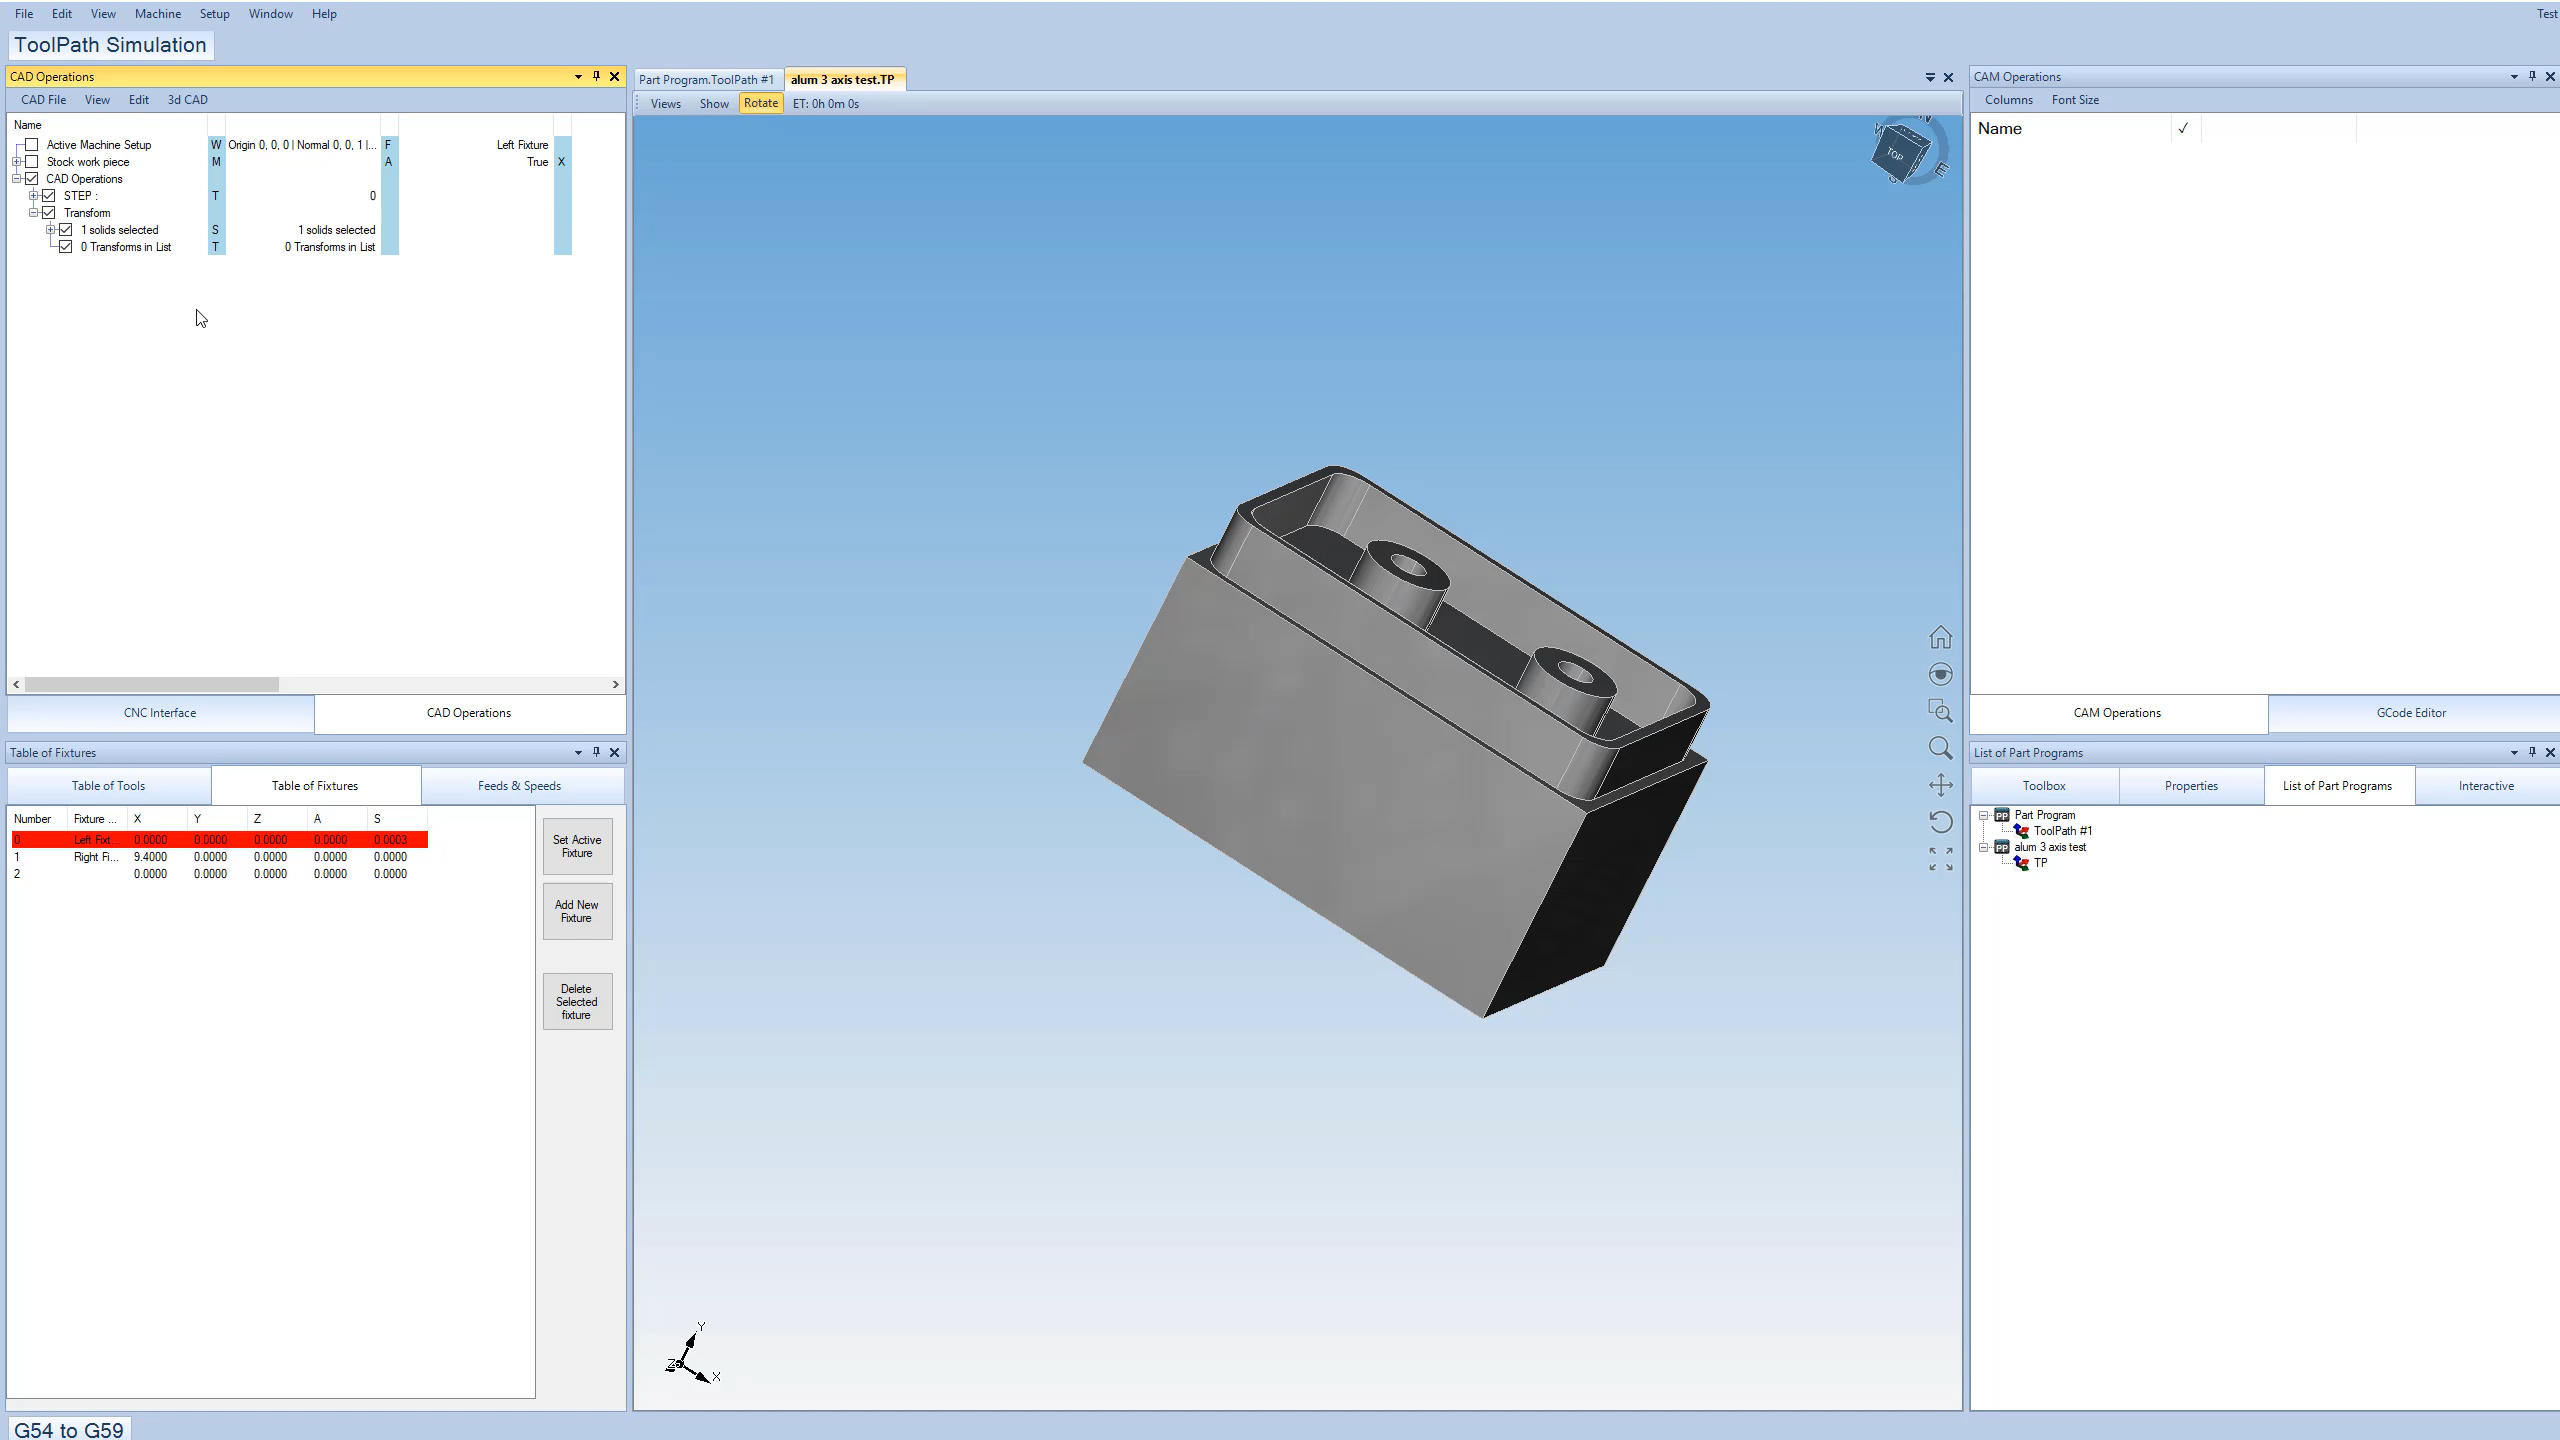 File Edit View Machine Setup Window Help Test
ToolPath Simulation
CAD Operations
CAD File View Edit 3d CAD
Name
Active Machine Setup W Origin 0, 0, 0 | Normal 0, 0, 1 |... F Left Fixture
Stock work piece M A True X
CAD Operations
STEP : T 0
Transform
1 solids selected S 1 solids selected
0 Transforms in List T 0 Transforms in List
CNC Interface CAD Operations
Table of Fixtures
Table of Tools Table of Fixtures Feeds & Speeds
Number Fixture ... X Y Z A S
0 Left Fixt... 0.0000 0.0000 0.0000 0.0000 0.0003
1 Right Fi... 9.4000 0.0000 0.0000 0.0000 0.0000
2 0.0000 0.0000 0.0000 0.0000 0.0000
Set Active
Fixture
Add New
Fixture
Delete
Selected
fixture
G54 to G59
Part Program.ToolPath #1 alum 3 axis test.TP
Views Show Rotate ET: 0h 0m 0s
N
W
TOP
E
S
Y
Z
X
CAM Operations
Columns Font Size
Name ✓
CAM Operations GCode Editor
List of Part Programs
Toolbox Properties List of Part Programs Interactive
PP Part Program
ToolPath #1
PP alum 3 axis test
TP